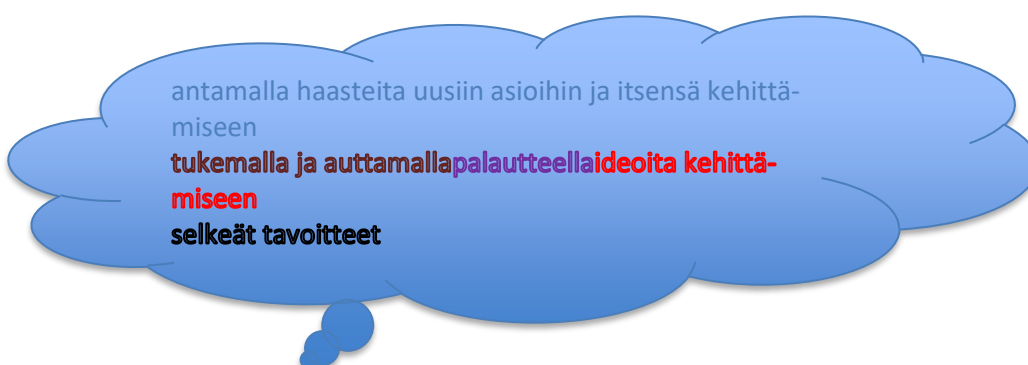 antamalla haasteita uusiin asioihin ja itsensä kehittä-
miseen
tukemalla ja auttamallapalautteellaideoita kehittä-
miseen
selkeät tavoitteet